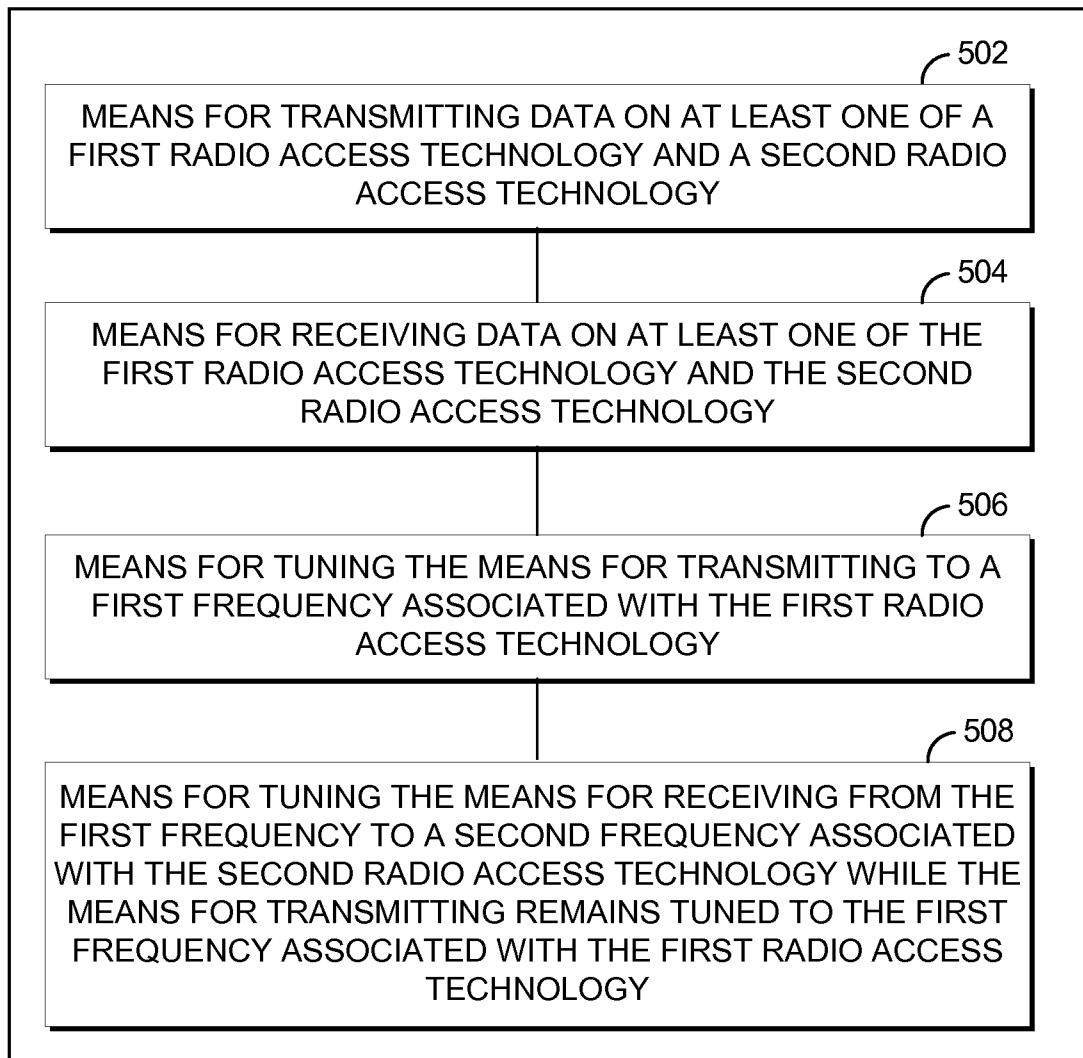 502
MEANS FOR TRANSMITTING DATA ON AT LEAST ONE OF A
FIRST RADIO ACCESS TECHNOLOGY AND A SECOND RADIO
ACCESS TECHNOLOGY
504
MEANS FOR RECEIVING DATA ON AT LEAST ONE OF THE
FIRST RADIO ACCESS TECHNOLOGY AND THE SECOND
RADIO ACCESS TECHNOLOGY
506
MEANS FOR TUNING THE MEANS FOR TRANSMITTING TO A
FIRST FREQUENCY ASSOCIATED WITH THE FIRST RADIO
ACCESS TECHNOLOGY
508
MEANS FOR TUNING THE MEANS FOR RECEIVING FROM THE
FIRST FREQUENCY TO A SECOND FREQUENCY ASSOCIATED
WITH THE SECOND RADIO ACCESS TECHNOLOGY WHILE THE
MEANS FOR TRANSMITTING REMAINS TUNED TO THE FIRST
FREQUENCY ASSOCIATED WITH THE FIRST RADIO ACCESS
TECHNOLOGY